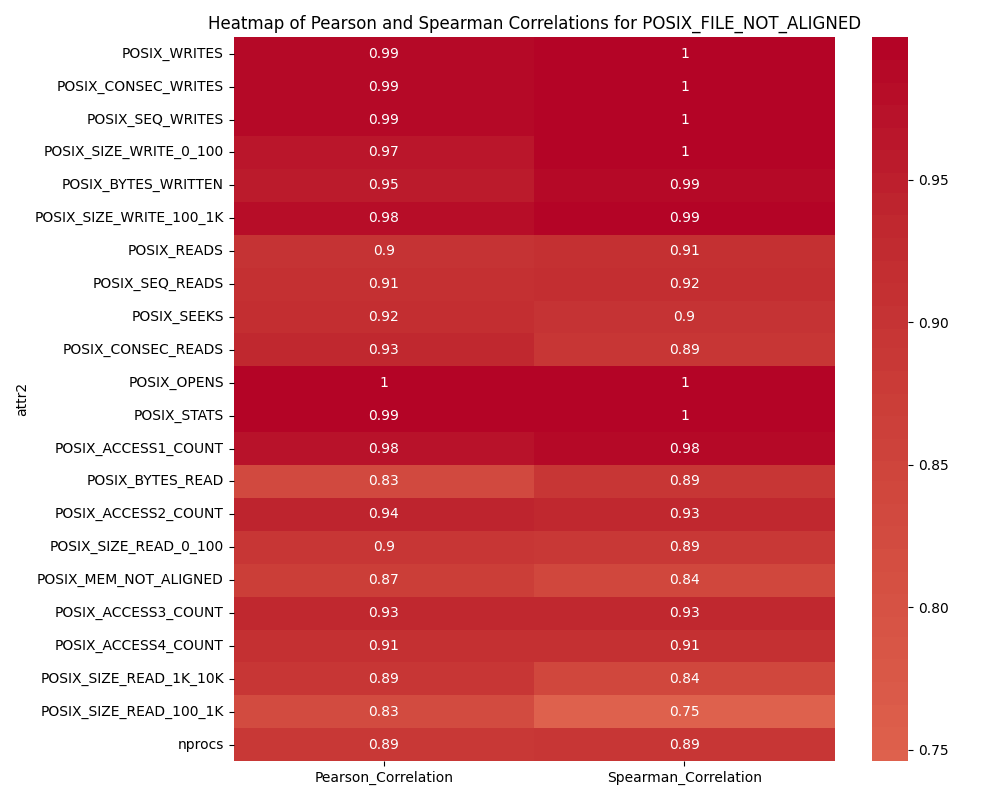 Heatmap of Pearson and Spearman Correlations for POSIX_FILE_NOT_ALIGNED
attr2
POSIX_WRITES 0.99 1
POSIX_CONSEC_WRITES 0.99 1
POSIX_SEQ_WRITES 0.99 1
POSIX_SIZE_WRITE_0_100 0.97 1
POSIX_BYTES_WRITTEN 0.95 0.99
POSIX_SIZE_WRITE_100_1K 0.98 0.99
POSIX_READS 0.9 0.91
POSIX_SEQ_READS 0.91 0.92
POSIX_SEEKS 0.92 0.9
POSIX_CONSEC_READS 0.93 0.89
POSIX_OPENS 1 1
POSIX_STATS 0.99 1
POSIX_ACCESS1_COUNT 0.98 0.98
POSIX_BYTES_READ 0.83 0.89
POSIX_ACCESS2_COUNT 0.94 0.93
POSIX_SIZE_READ_0_100 0.9 0.89
POSIX_MEM_NOT_ALIGNED 0.87 0.84
POSIX_ACCESS3_COUNT 0.93 0.93
POSIX_ACCESS4_COUNT 0.91 0.91
POSIX_SIZE_READ_1K_10K 0.89 0.84
POSIX_SIZE_READ_100_1K 0.83 0.75
nprocs 0.89 0.89
Pearson_Correlation Spearman_Correlation
0.95
0.90
0.85
0.80
0.75